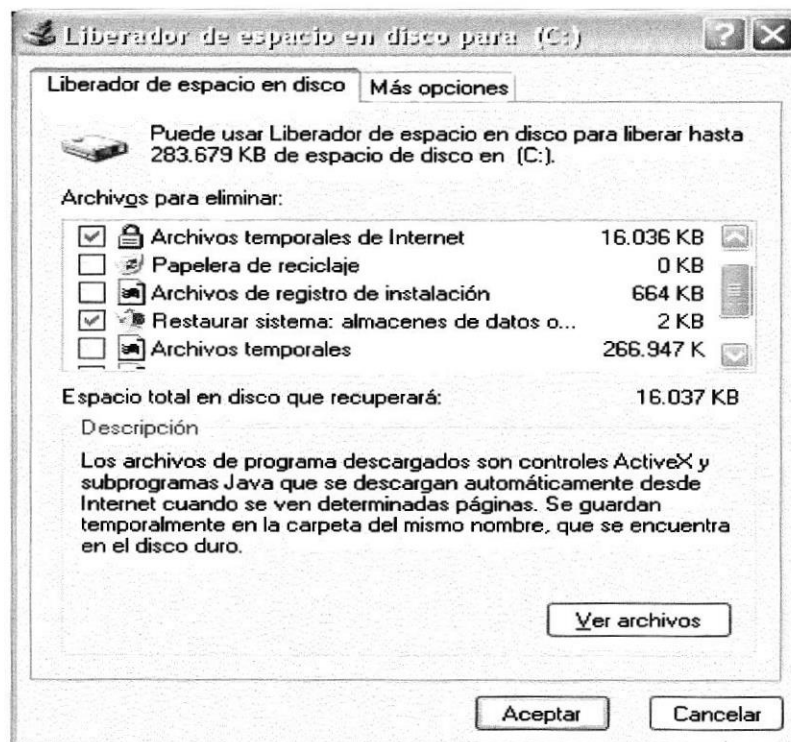 Liberador de espacio en disco para (C:)
Liberador de espacio en disco
Más opciones
Puede usar Liberador de espacio en disco para liberar hasta
283.679 KB de espacio de disco en (C:).
Archivos para eliminar:
Archivos temporales de Internet 16.036 KB
Papelera de reciclaje 0 KB
Archivos de registro de instalación 664 KB
Restaurar sistema: almacenes de datos o... 2 KB
Archivos temporales 266.947 K
Espacio total en disco que recuperará: 16.037 KB
Descripción
Los archivos de programa descargados son controles ActiveX y
subprogramas Java que se descargan automáticamente desde
Internet cuando se ven determinadas páginas. Se guardan
temporalmente en la carpeta del mismo nombre, que se encuentra
en el disco duro.
Ver archivos
Aceptar
Cancelar